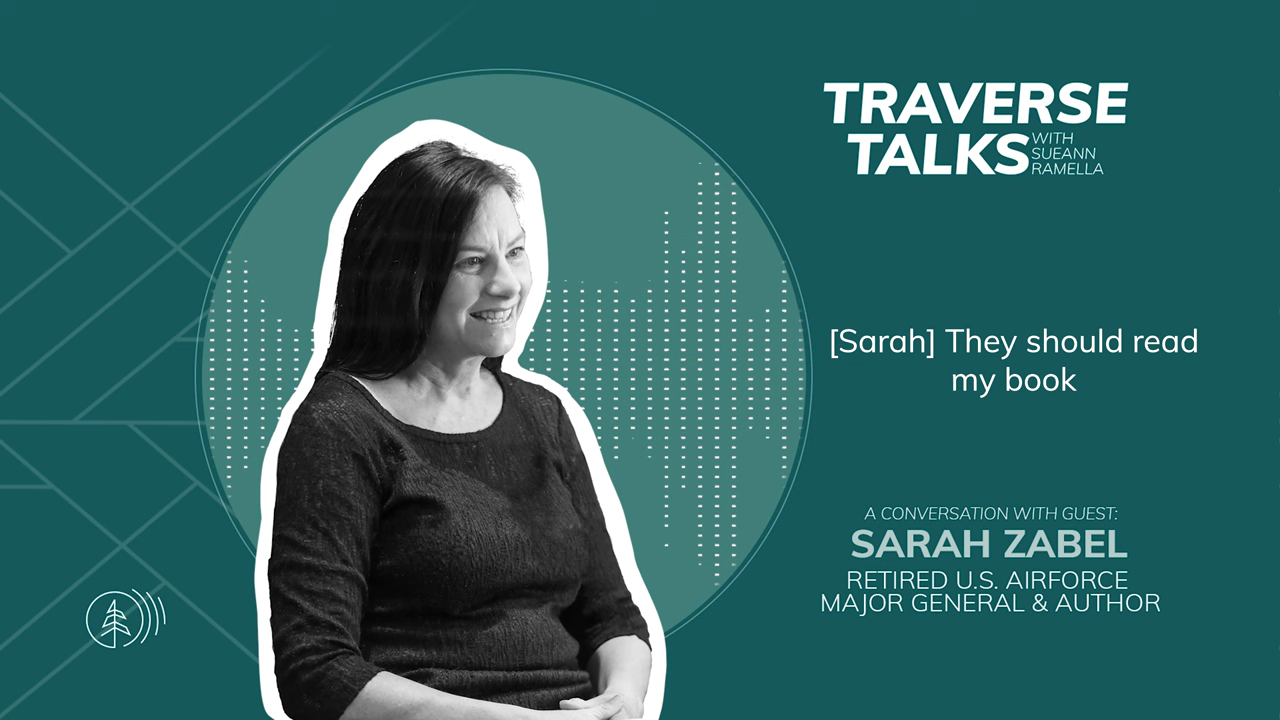 TRAVERSE
TALKS WITH
SUEANN
RAMELLA
[Sarah] They should read
my book
A CONVERSATION WITH GUEST:
SARAH ZABEL
RETIRED U.S. AIRFORCE
MAJOR GENERAL & AUTHOR